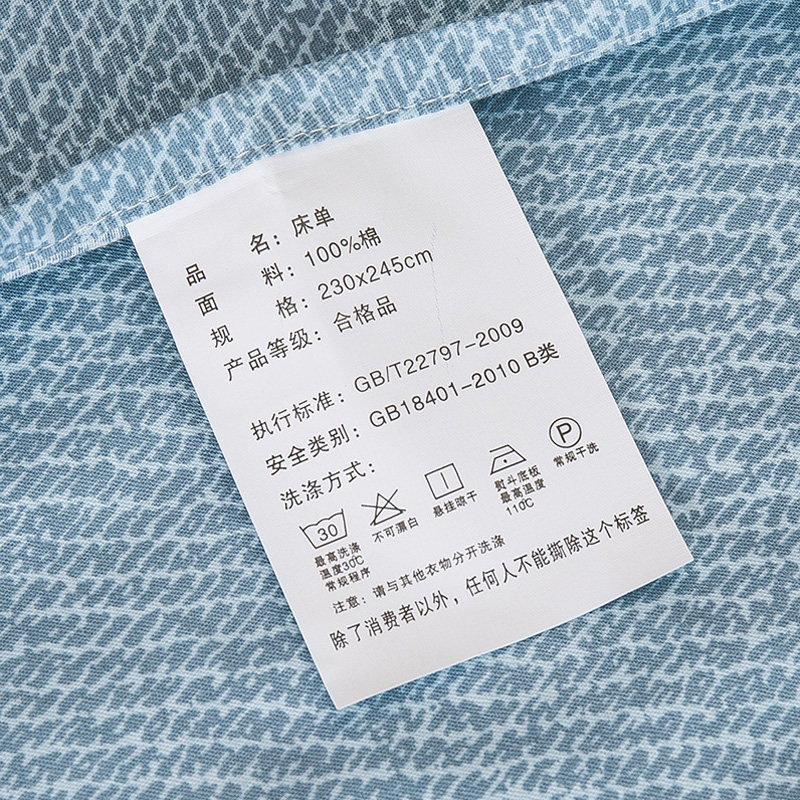 品 名：床单
面 料：100%棉
规 格：230x245cm
产品等级：合格品
执行标准：GB/T22797-2009
安全类别：GB18401-2010 B类
洗涤方式：
30
P
最高洗涤
温度30℃
常规程序
不可漂白
悬挂晾干
熨斗底板
最高温度
110℃
常规干洗
注意：请与其他衣物分开洗涤
除了消费者以外，任何人不能撕除这个标签